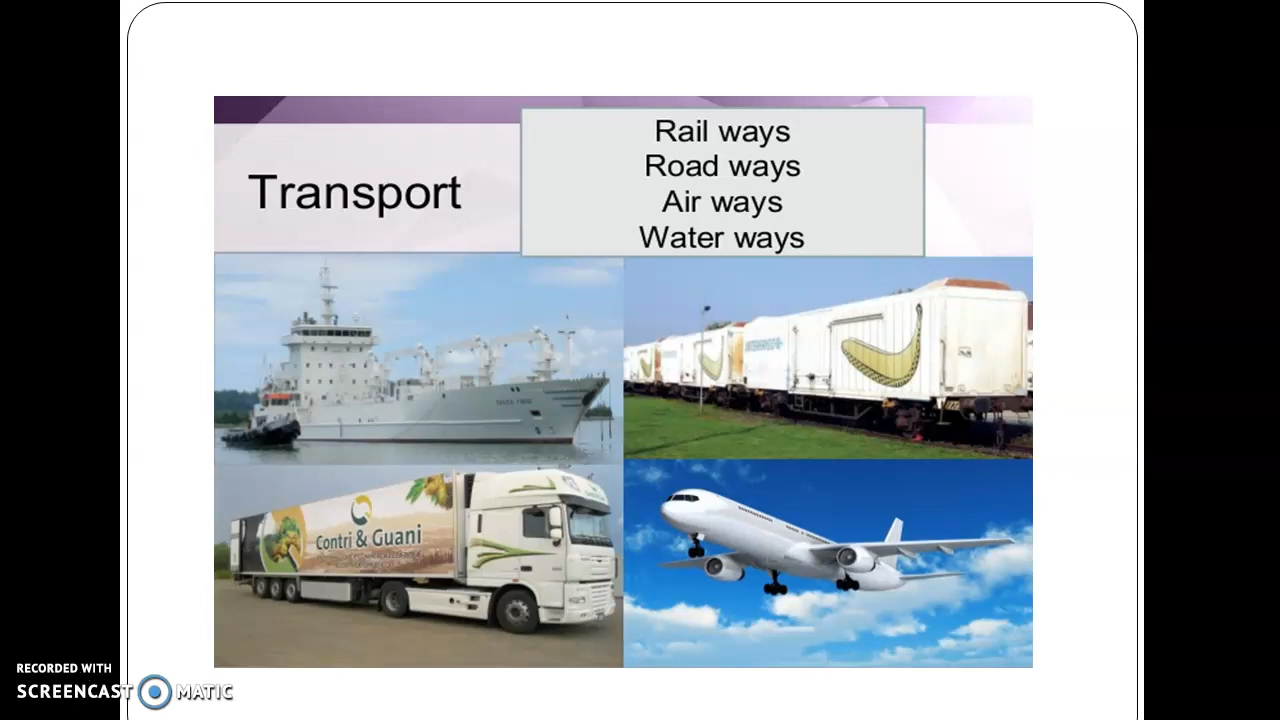 Transport
Rail ways
Road ways
Air ways
Water ways
Contri & Guani
RECORDED WITH
SCREENCAST MATIC